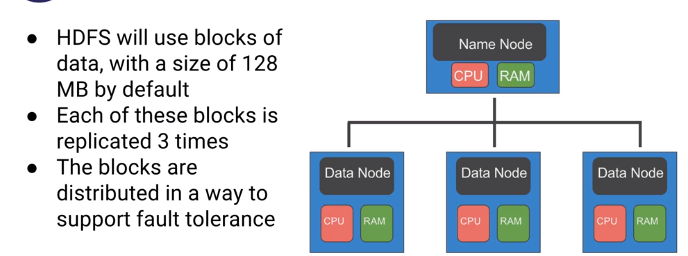 ● HDFS will use blocks of
data, with a size of 128
MB by default
● Each of these blocks is
replicated 3 times
● The blocks are
distributed in a way to
support fault tolerance
Name Node
CPU RAM
Data Node Data Node Data Node
CPU RAM CPU RAM CPU RAM